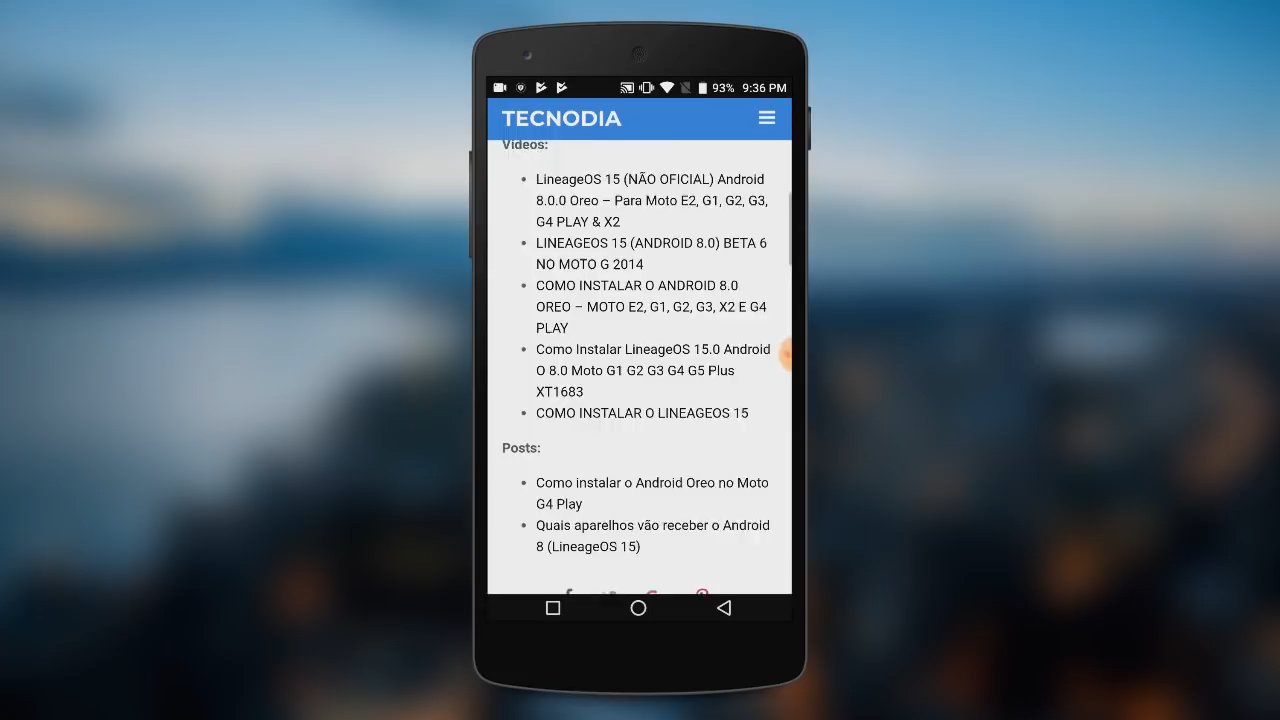 93% 9:36 PM
TECNODIA
Vídeos:
LineageOS 15 (NÃO OFICIAL) Android
8.0.0 Oreo – Para Moto E2, G1, G2, G3,
G4 PLAY & X2
LINEAGEOS 15 (ANDROID 8.0) BETA 6
NO MOTO G 2014
COMO INSTALAR O ANDROID 8.0
OREO – MOTO E2, G1, G2, G3, X2 E G4
PLAY
Como Instalar LineageOS 15.0 Android
O 8.0 Moto G1 G2 G3 G4 G5 Plus
XT1683
COMO INSTALAR O LINEAGEOS 15
Posts:
Como instalar o Android Oreo no Moto
G4 Play
Quais aparelhos vão receber o Android
8 (LineageOS 15)